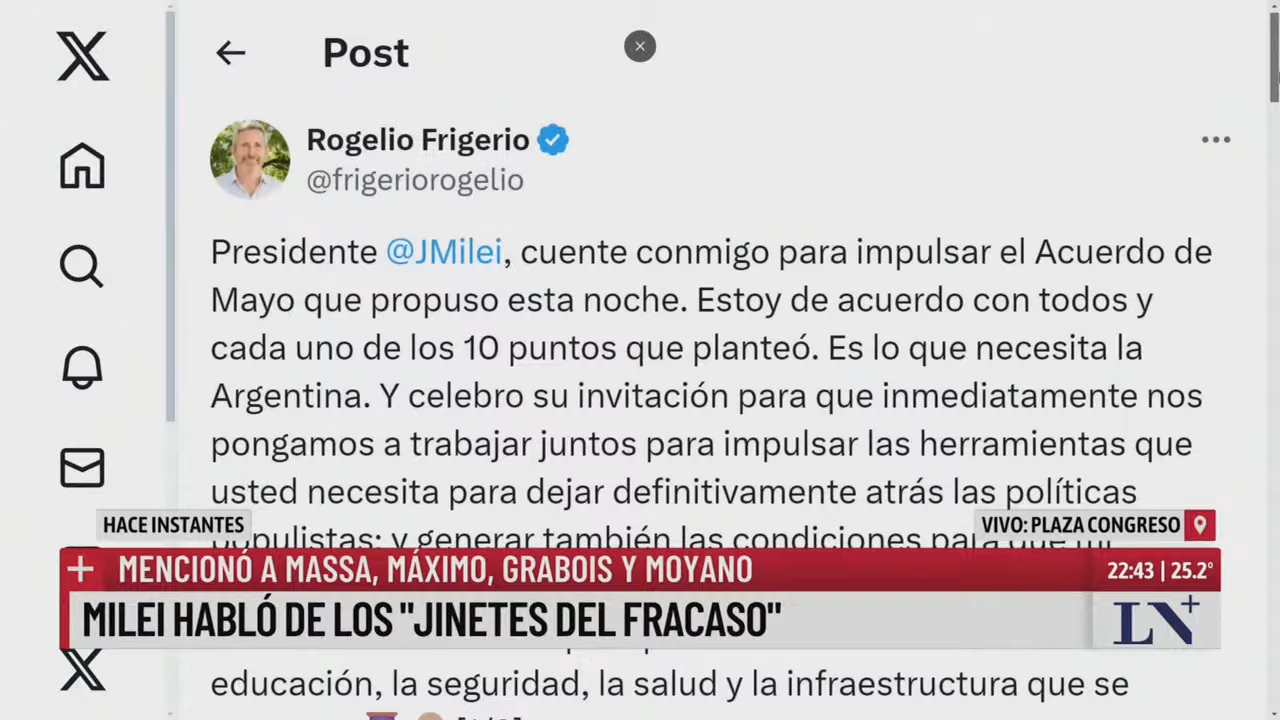 Post
Rogelio Frigerio
@frigeriorogelio
Presidente @JMilei, cuente conmigo para impulsar el Acuerdo de
Mayo que propuso esta noche. Estoy de acuerdo con todos y
cada uno de los 10 puntos que planteó. Es lo que necesita la
Argentina. Y celebro su invitación para que inmediatamente nos
pongamos a trabajar juntos para impulsar las herramientas que
usted necesita para dejar definitivamente atrás las políticas
populistas; y generar también las condiciones para que mi
HACE INSTANTES
VIVO: PLAZA CONGRESO
MENCIONÓ A MASSA, MÁXIMO, GRABOIS Y MOYANO
22:43 | 25.2°
MILEI HABLÓ DE LOS "JINETES DEL FRACASO"
LN+
educación, la seguridad, la salud y la infraestructura que se